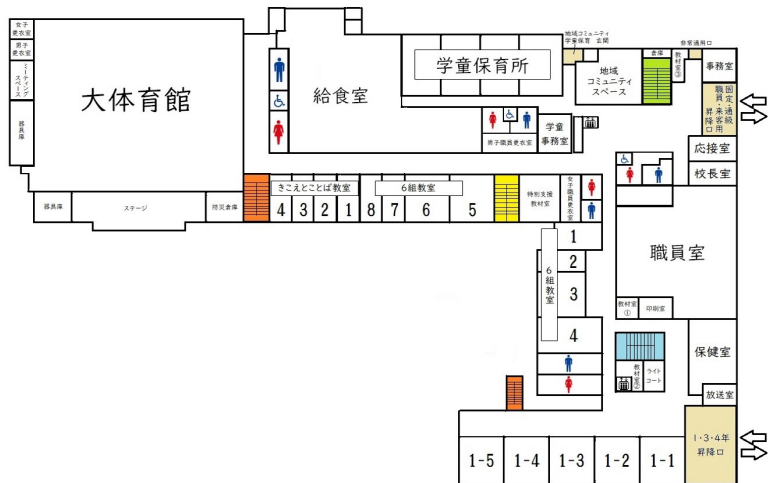 女子
更衣室
男子
更衣室
ミーティング
スペース
器具庫
大体育館
器具庫
ステージ
防災倉庫
給食室
学童保育所
地域コミュニティ
学童保育 玄関
地域
コミュニティ
スペース
倉庫
教材室③
非常通用口
事務室
固定・通級
職員・来客用
昇降口
応接室
校長室
男子職員更衣室
学童
事務室
きこえとことば教室
4
3
2
1
6組教室
8
7
6
5
特別支援
教材室
女子職員更衣室
6組教室
1
2
3
4
職員室
教材室
①
印刷室
教材室②
ライト
コート
保健室
放送室
1・3・4年
昇降口
1-5
1-4
1-3
1-2
1-1